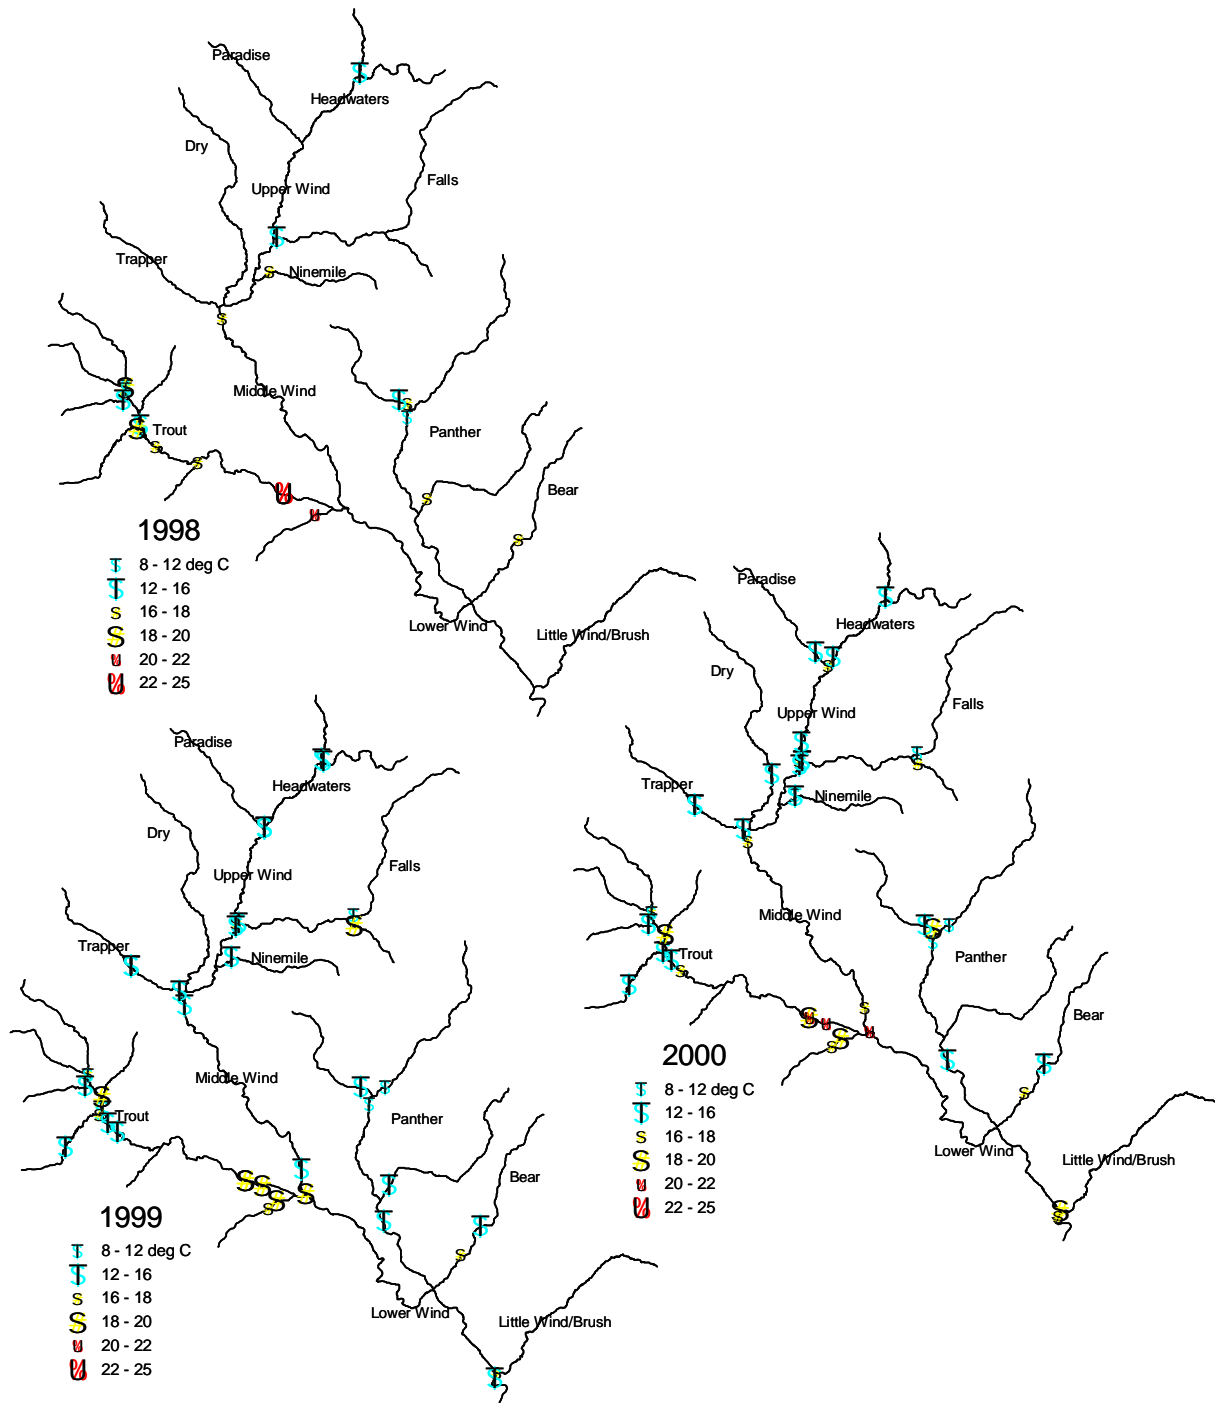 Paradise
Headwaters
Dry
Upper Wind
Falls
Trapper
Ninemile
Middle Wind
Trout
Panther
Bear
Lower Wind
Little Wind/Brush
1998
8 - 12 deg C
12 - 16
16 - 18
18 - 20
20 - 22
22 - 25
Paradise
Headwaters
Dry
Upper Wind
Falls
Trapper
Ninemile
Middle Wind
Trout
Panther
Bear
Lower Wind
Little Wind/Brush
2000
8 - 12 deg C
12 - 16
16 - 18
18 - 20
20 - 22
22 - 25
Paradise
Headwaters
Dry
Upper Wind
Falls
Trapper
Ninemile
Middle Wind
Trout
Panther
Bear
Lower Wind
Little Wind/Brush
1999
8 - 12 deg C
12 - 16
16 - 18
18 - 20
20 - 22
22 - 25